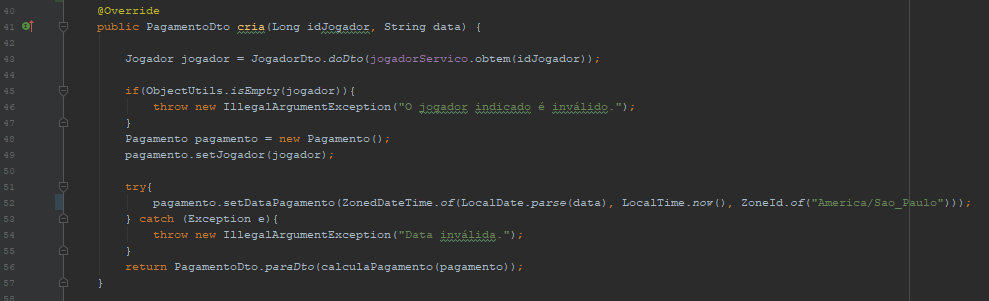 40 @Override
41 public PagamentoDto cria(Long idJogador, String data) {
42
43 Jogador jogador = JogadorDto.doDto(jogadorServico.obtem(idJogador));
44
45 if(ObjectUtils.isEmpty(jogador)){
46 throw new IllegalArgumentException("O jogador indicado é inválido.");
47 }
48 Pagamento pagamento = new Pagamento();
49 pagamento.setJogador(jogador);
50
51 try{
52 pagamento.setDataPagamento(ZonedDateTime.of(LocalDate.parse(data), LocalTime.now(), ZoneId.of("America/Sao_Paulo")));
53 } catch (Exception e){
54 throw new IllegalArgumentException("Data inválida.");
55 }
56 return PagamentoDto.paraDto(calculaPagamento(pagamento));
57 }
58